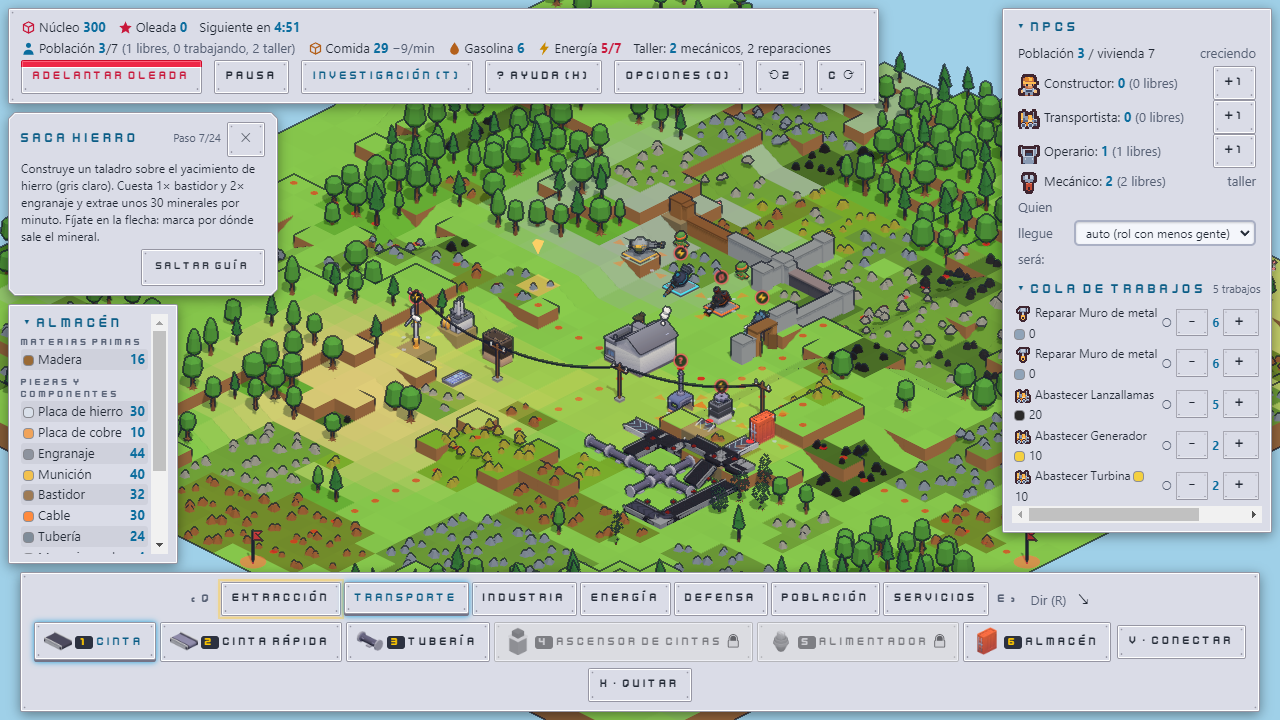 Núcleo 300 Oleada 0 Siguiente en 4:51
Población 3/7 (1 libres, 0 trabajando, 2 taller) Comida 29 −9/min Gasolina 6 Energía 5/7 Taller: 2 mecánico, 2 reparaciones
ADELANTAR OLEADA PAUSA INVESTIGACIÓN (T) ? AYUDA (H) OPCIONES (O) ⟲2 C ⟳
SACA HIERRO Paso 7/24 ×
Construye un taladro sobre el yacimiento de
hierro (gris claro). Cuesta 1× bastidor y 2×
engranaje y extrae unos 30 minerales por
minuto. Fíjate en la flecha: marca por dónde
sale el mineral.
SALTAR GUÍA
ALMACÉN
MATERIAS PRIMAS
Madera 16
PIEZAS Y
COMPONENTES
Placa de hierro 30
Placa de cobre 10
Engranaje 44
Munición 40
Bastidor 32
Cable 30
Tubería 24
NPCS
Población 3 / vivienda 7 creciendo
Constructor: 0 (0 libres) +1
Transportista: 0 (0 libres) +1
Operario: 1 (1 libres) +1
Mecánico: 2 (2 libres) taller
Quien
llegue auto (rol con menos gente)
será:
COLA DE TRABAJOS 5 trabajos
Reparar Muro de metal
0 − 6 +
Reparar Muro de metal
0 − 6 +
Abastecer Lanzallamas
20 − 5 +
Abastecer Generador
10 − 2 +
Abastecer Turbina
10 − 2 +
‹ Q EXTRACCIÓN TRANSPORTE INDUSTRIA ENERGÍA DEFENSA POBLACIÓN SERVICIOS E › Dir (R) ↘
1 CINTA 2 CINTA RÁPIDA 3 TUBERÍA 4 ASCENSOR DE CINTAS 5 ALIMENTADOR 6 ALMACÉN V · CONECTAR
X · QUITAR